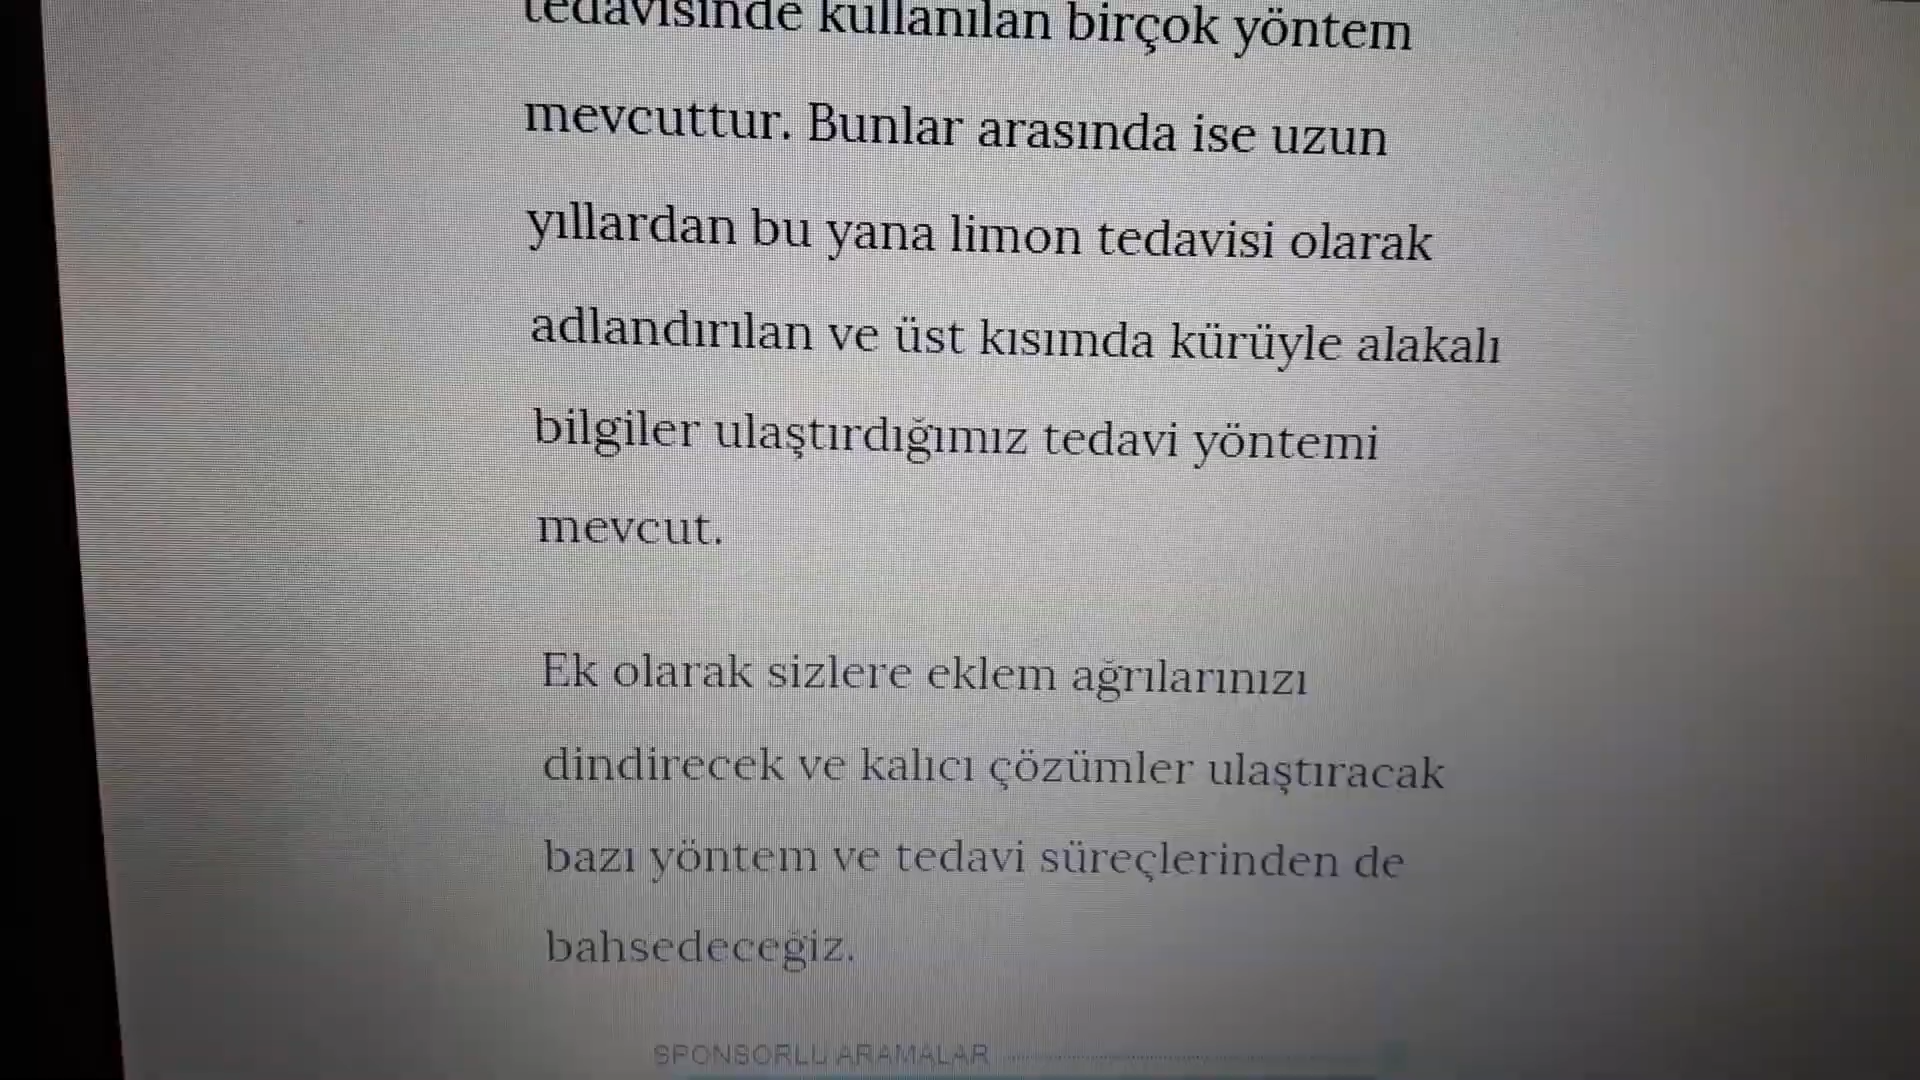 tedavisinde kullanılan birçok yöntem
mevcuttur. Bunlar arasında ise uzun
yıllardan bu yana limon tedavisi olarak
adlandırılan ve üst kısımda kürüyle alakalı
bilgiler ulaştırdığımız tedavi yöntemi
mevcut.
Ek olarak sizlere eklem ağrılarınızı
dindirecek ve kalıcı çözümler ulaştıracak
bazı yöntem ve tedavi süreçlerinden de
bahsedeceğiz.
SPONSORLU ARAMALAR